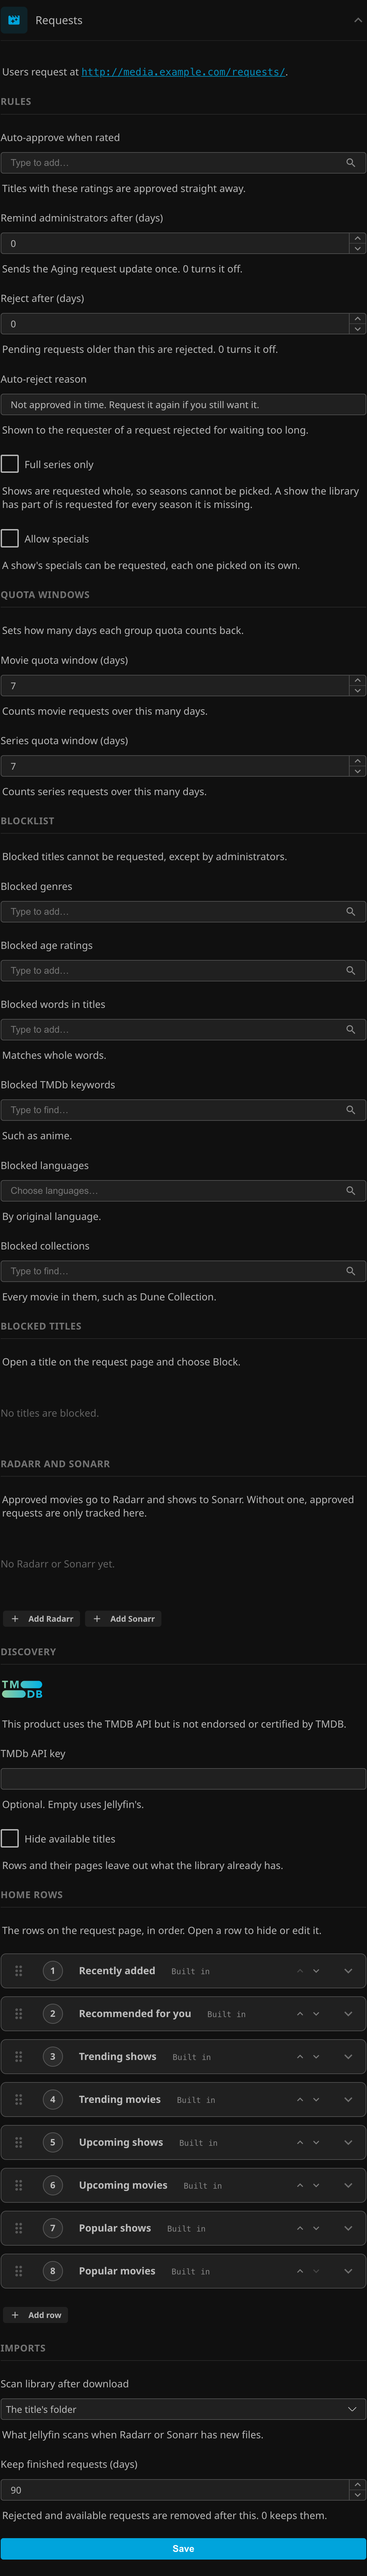 Requests
Users request at http://media.example.com/requests/.
RULES
Auto-approve when rated
Type to add...
Titles with these ratings are approved straight away.
Remind administrators after (days)
0
Sends the Aging request update once. 0 turns it off.
Reject after (days)
0
Pending requests older than this are rejected. 0 turns it off.
Auto-reject reason
Not approved in time. Request it again if you still want it.
Shown to the requester of a request rejected for waiting too long.
Full series only
Shows are requested whole, so seasons cannot be picked. A show the library
has part of is requested for every season it is missing.
Allow specials
A show's specials can be requested, each one picked on its own.
QUOTA WINDOWS
Sets how many days each group quota counts back.
Movie quota window (days)
7
Counts movie requests over this many days.
Series quota window (days)
7
Counts series requests over this many days.
BLOCKLIST
Blocked titles cannot be requested, except by administrators.
Blocked genres
Type to add...
Blocked age ratings
Type to add...
Blocked words in titles
Type to add...
Matches whole words.
Blocked TMDb keywords
Type to find...
Such as anime.
Blocked languages
Choose languages...
By original language.
Blocked collections
Type to find...
Every movie in them, such as Dune Collection.
BLOCKED TITLES
Open a title on the request page and choose Block.
No titles are blocked.
RADARR AND SONARR
Approved movies go to Radarr and shows to Sonarr. Without one, approved
requests are only tracked here.
No Radarr or Sonarr yet.
+ Add Radarr + Add Sonarr
DISCOVERY
TM
DB
This product uses the TMDB API but is not endorsed or certified by TMDB.
TMDb API key
Optional. Empty uses Jellyfin's.
Hide available titles
Rows and their pages leave out what the library already has.
HOME ROWS
The rows on the request page, in order. Open a row to hide or edit it.
1 Recently added Built in
2 Recommended for you Built in
3 Trending shows Built in
4 Trending movies Built in
5 Upcoming shows Built in
6 Upcoming movies Built in
7 Popular shows Built in
8 Popular movies Built in
+ Add row
IMPORTS
Scan library after download
The title's folder
What Jellyfin scans when Radarr or Sonarr has new files.
Keep finished requests (days)
90
Rejected and available requests are removed after this. 0 keeps them.
Save